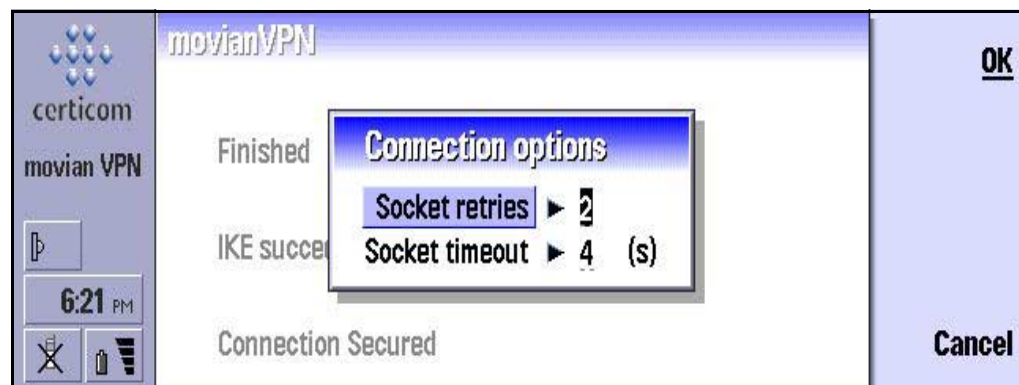 certicom
movian VPN
6:21 PM
movianVPN
Finished
IKE succe
Connection Secured
Connection options
Socket retries 2
Socket timeout 4 (s)
OK
Cancel